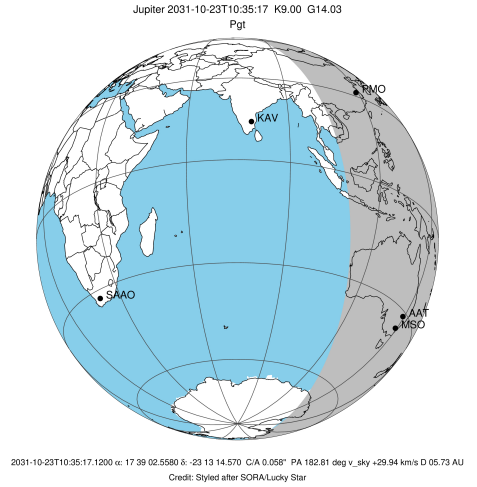 Jupiter 2031-10-23T10:35:17 K9.00 G14.03
Pgt
PMO
KAV
SAAO
AAT
MSO
2031-10-23T10:35:17.1200 α: 17 39 02.5580 δ: -23 13 14.570 C/A 0.058" PA 182.81 deg v_sky +29.94 km/s D 05.73 AU
Credit: Styled after SORA/Lucky Star